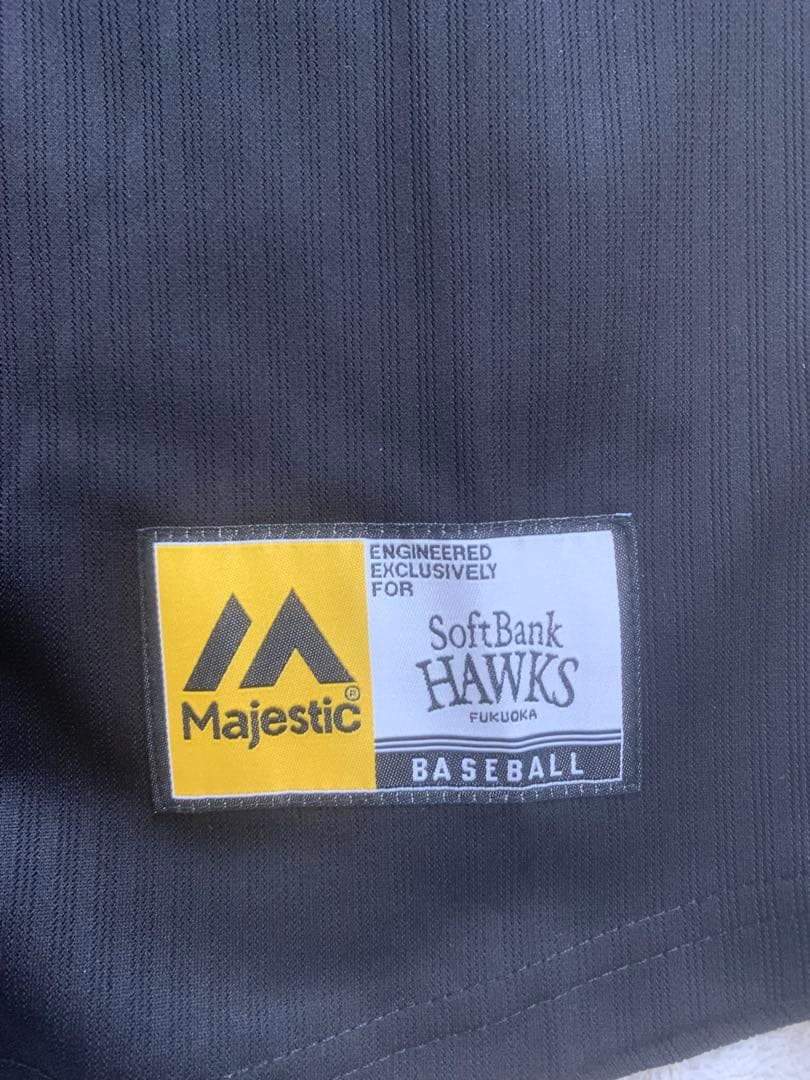 ENGINEERED
EXCLUSIVELY
FOR
SoftBank
HAWKS
FUKUOKA
Majestic®
BASEBALL